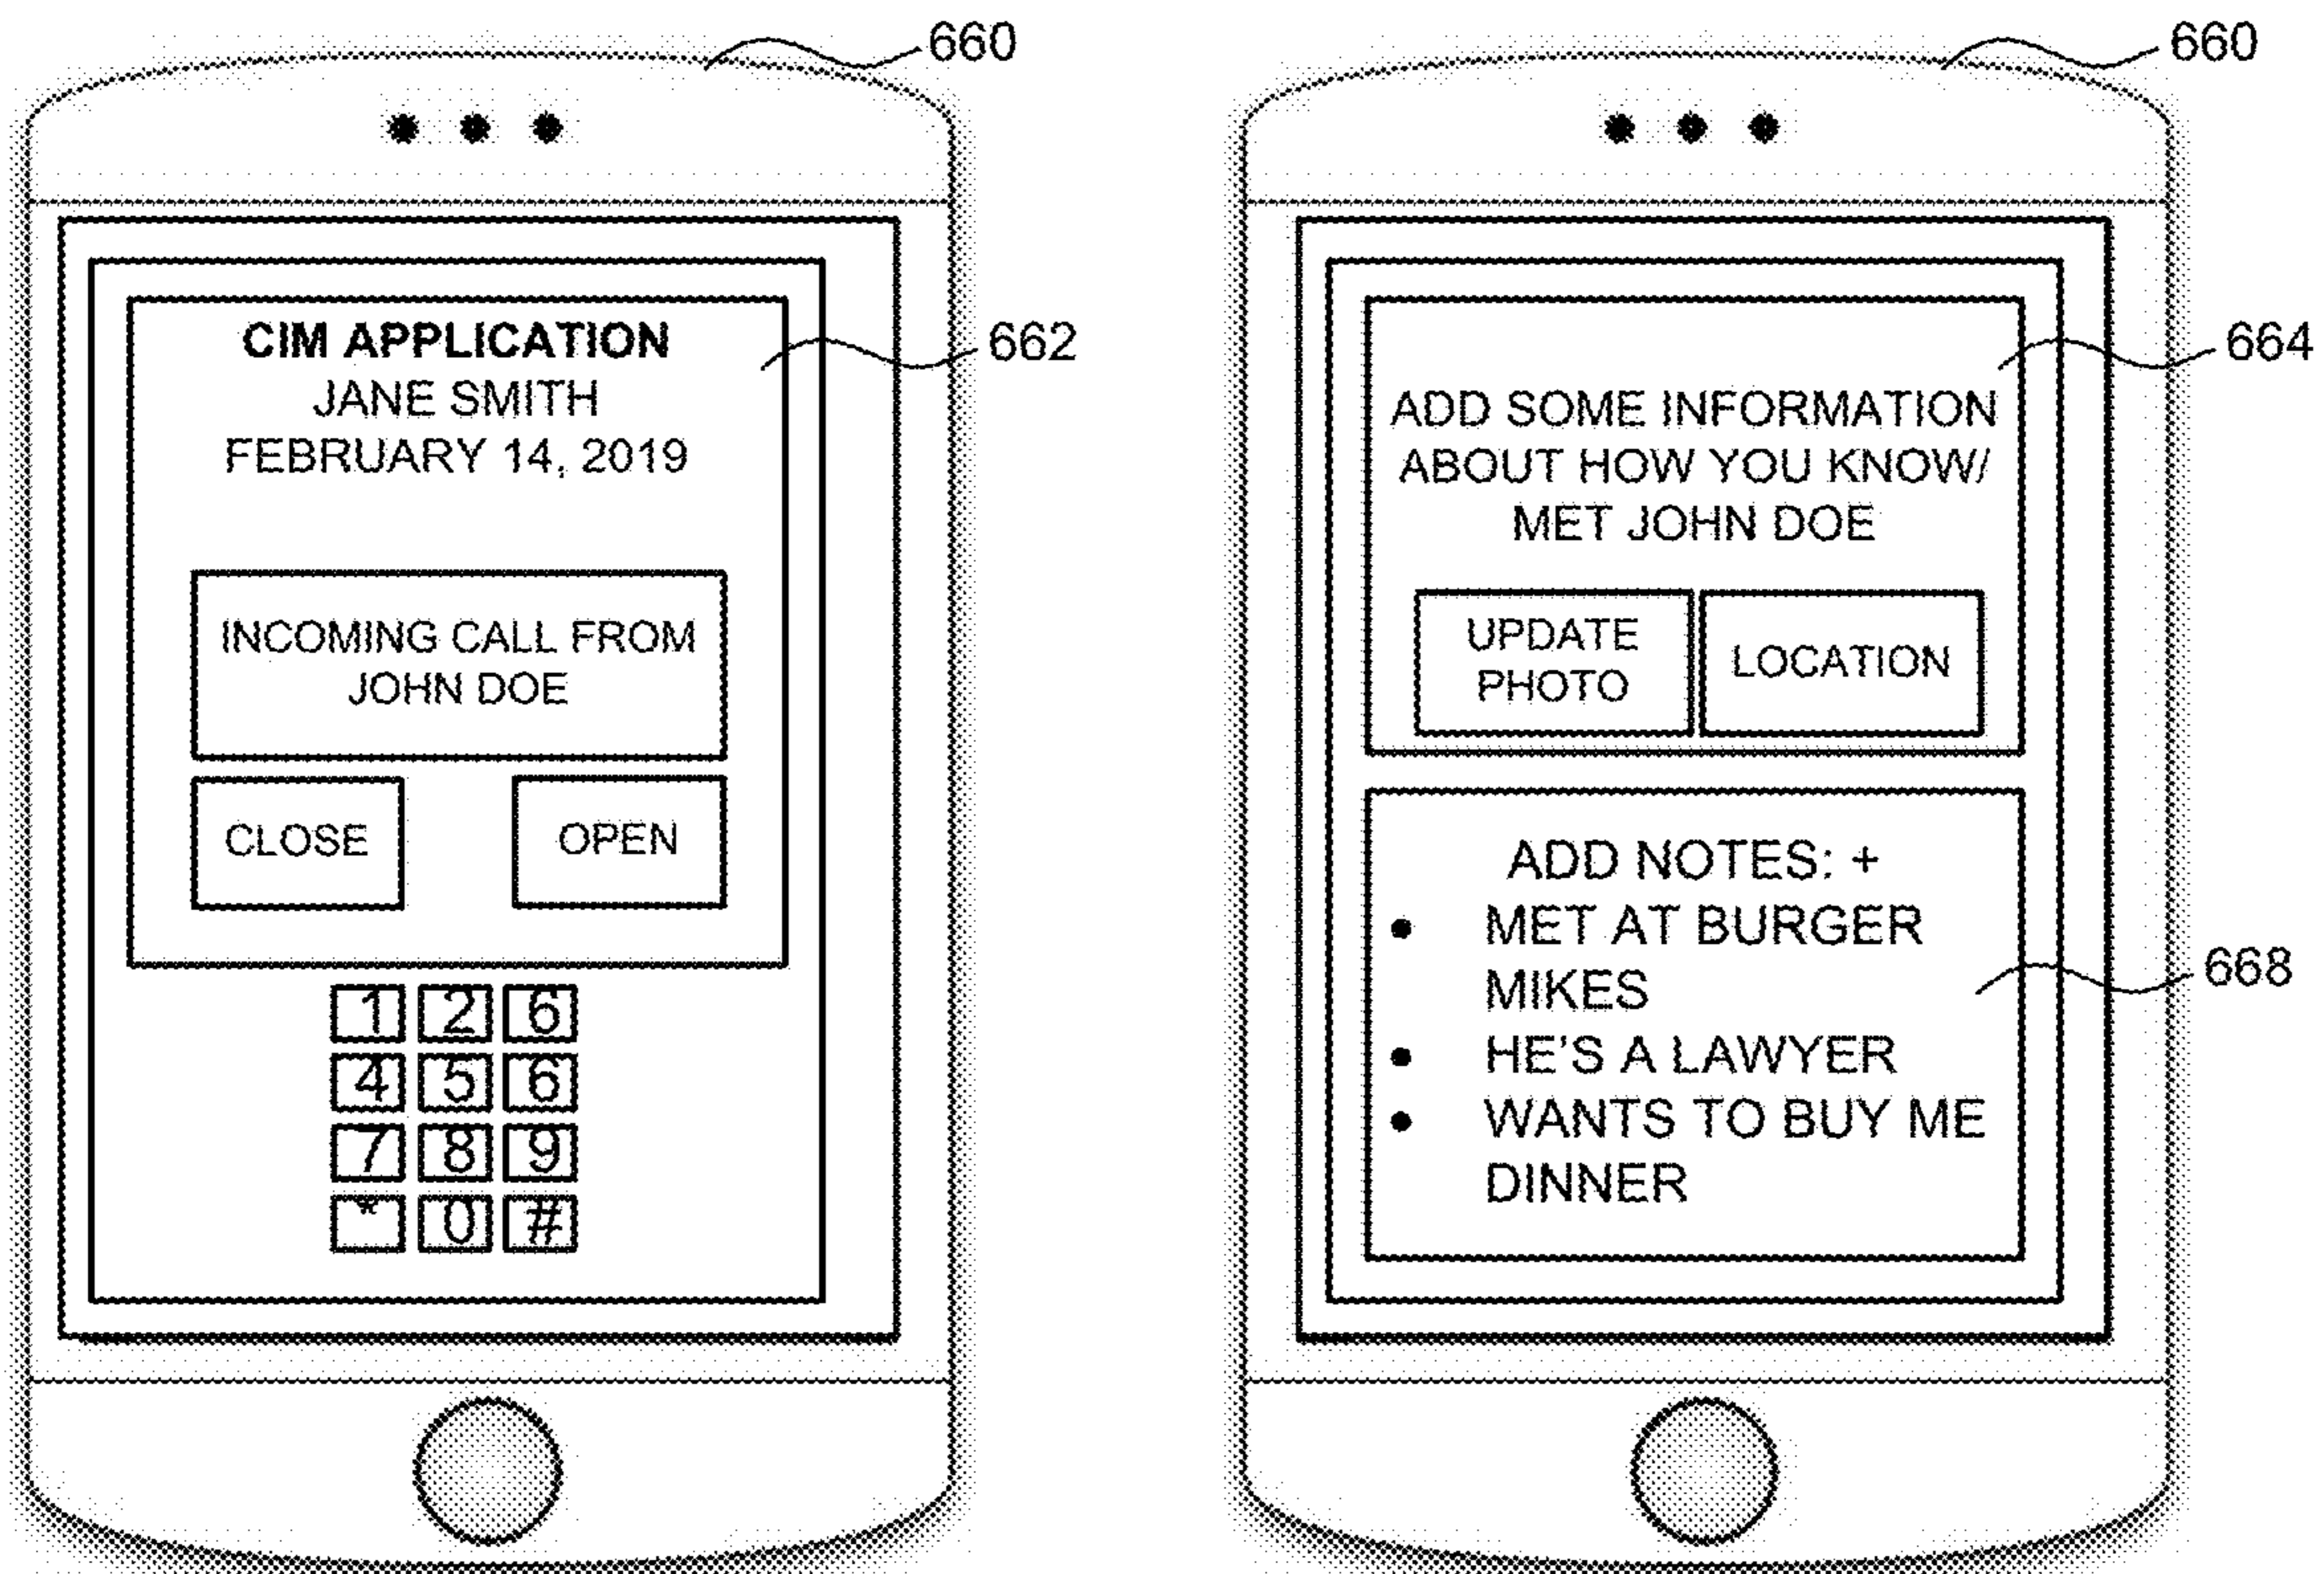 660
CIM APPLICATION
JANE SMITH
FEBRUARY 14, 2019
662
INCOMING CALL FROM
JOHN DOE
CLOSE
OPEN
1 2 6
4 5 6
7 8 9
* 0 #
660
664
ADD SOME INFORMATION
ABOUT HOW YOU KNOW/
MET JOHN DOE
UPDATE
PHOTO
LOCATION
ADD NOTES: +
• MET AT BURGER
MIKES
668
• HE'S A LAWYER
• WANTS TO BUY ME
DINNER